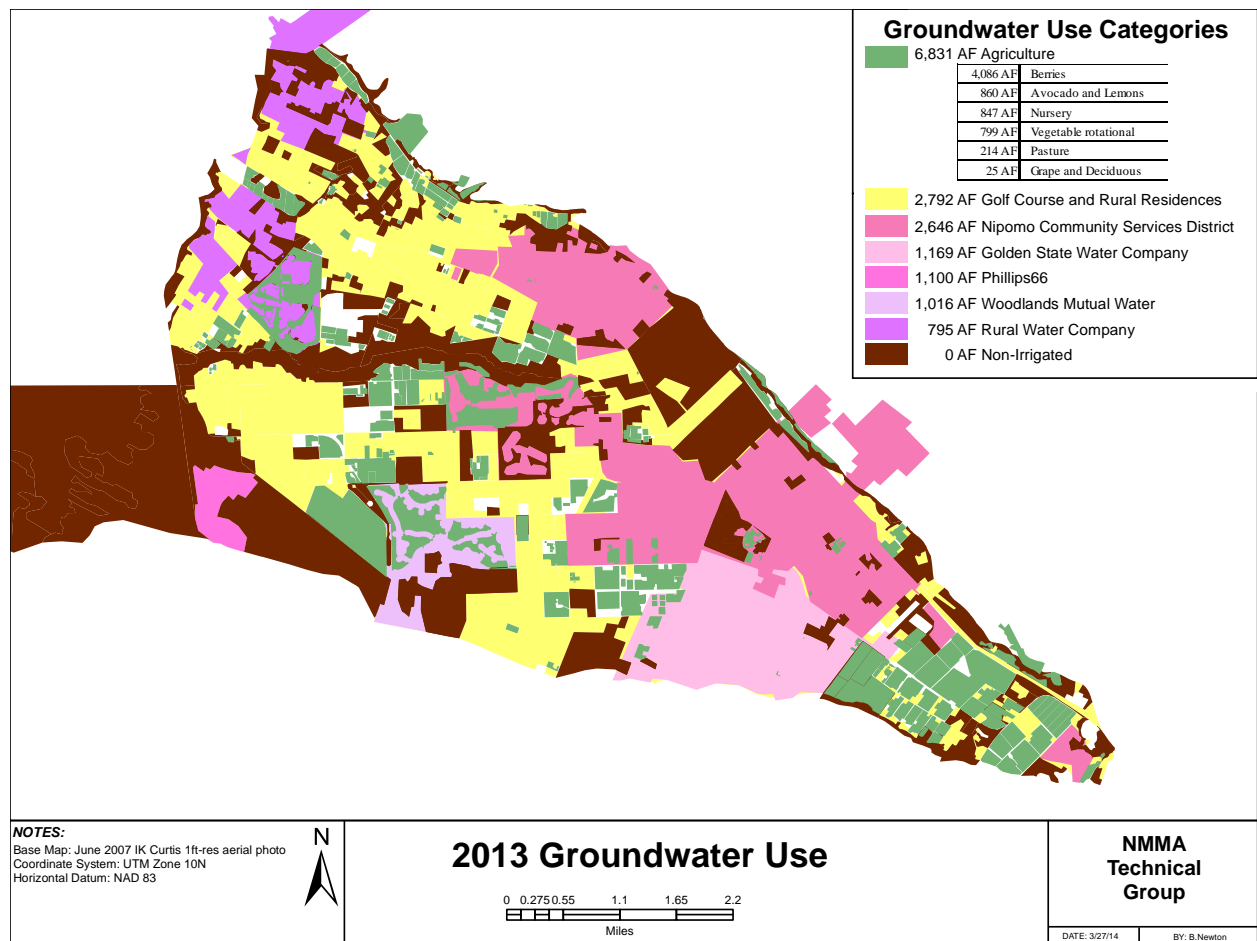 Groundwater Use Categories
6,831 AF Agriculture
4,086 AF Berries
860 AF Avocado and Lemons
847 AF Nursery
799 AF Vegetable rotational
214 AF Pasture
25 AF Grape and Deciduous
2,792 AF Golf Course and Rural Residences
2,646 AF Nipomo Community Services District
1,169 AF Golden State Water Company
1,100 AF Phillips66
1,016 AF Woodlands Mutual Water
795 AF Rural Water Company
0 AF Non-Irrigated
NOTES:
Base Map: June 2007 IK Curtis 1ft-res aerial photo
Coordinate System: UTM Zone 10N
Horizontal Datum: NAD 83
N
2013 Groundwater Use
0 0.275 0.55 1.1 1.65 2.2
Miles
NMMA
Technical
Group
DATE: 3/27/14 BY: B.Newton